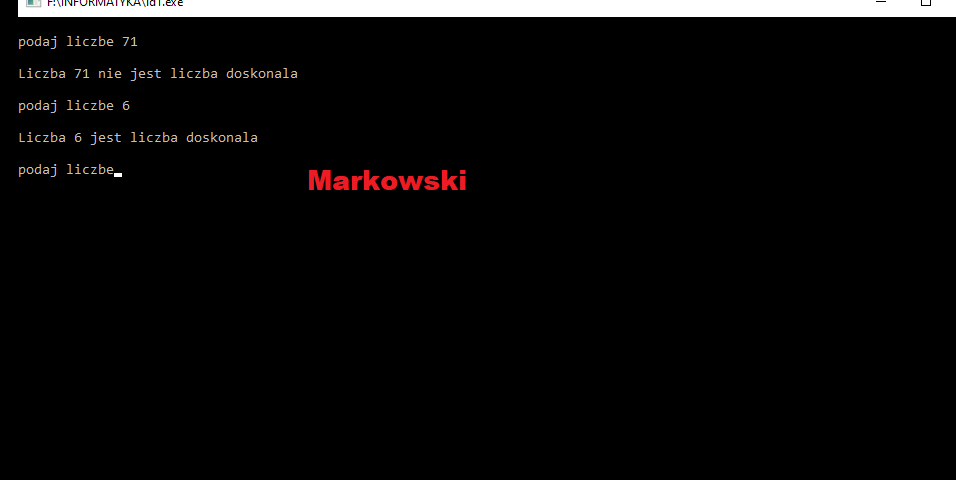 F:\INFORMATYKA\ld1.exe
podaj liczbe 71
Liczba 71 nie jest liczba doskonala
podaj liczbe 6
Liczba 6 jest liczba doskonala
podaj liczbe
Markowski